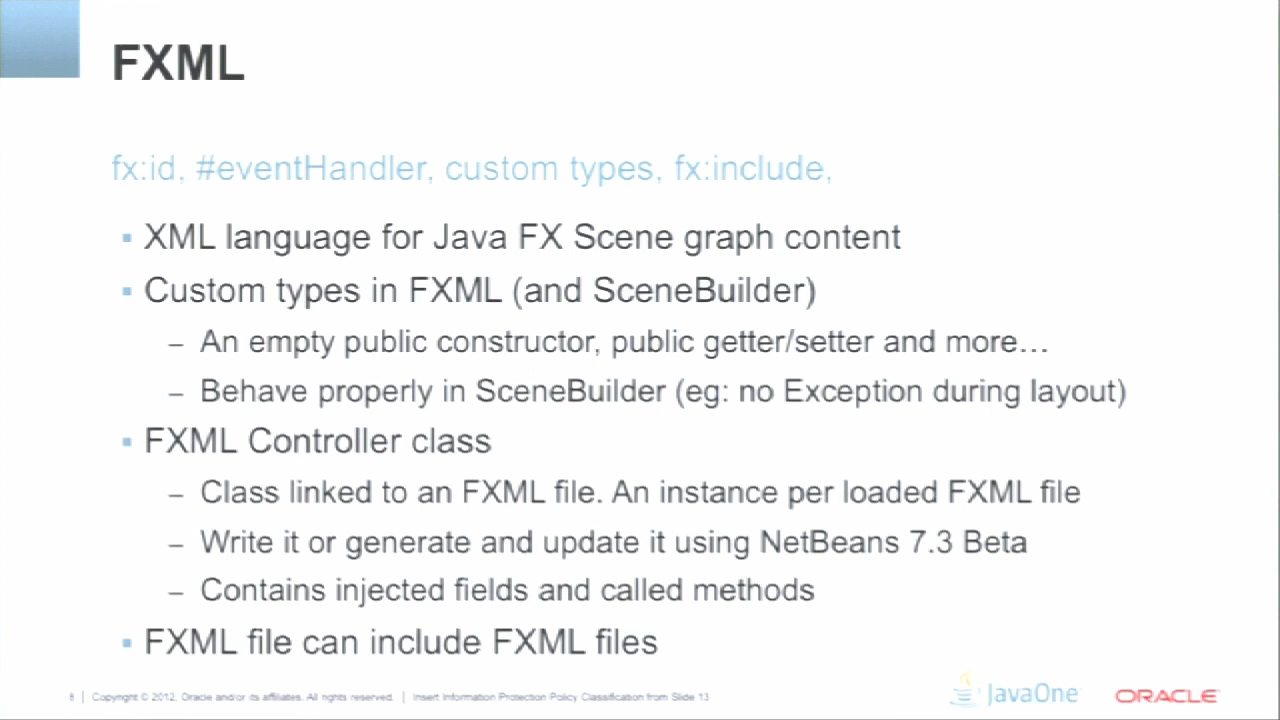 FXML
fx:id, #eventHandler, custom types, fx:include,
▪ XML language for Java FX Scene graph content
▪ Custom types in FXML (and SceneBuilder)
– An empty public constructor, public getter/setter and more…
– Behave properly in SceneBuilder (eg: no Exception during layout)
▪ FXML Controller class
– Class linked to an FXML file. An instance per loaded FXML file
– Write it or generate and update it using NetBeans 7.3 Beta
– Contains injected fields and called methods
▪ FXML file can include FXML files
8 | Copyright © 2012, Oracle and/or its affiliates. All rights reserved. | Insert Information Protection Policy Classification from Slide 13
JavaOne
ORACLE